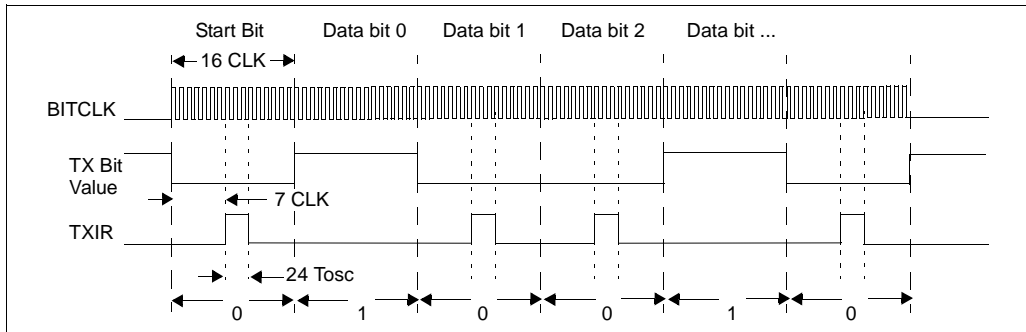 Start Bit Data bit 0 Data bit 1 Data bit 2 Data bit ...
16 CLK
BITCLK
TX Bit
Value
7 CLK
TXIR
24 Tosc
0 1 0 0 1 0